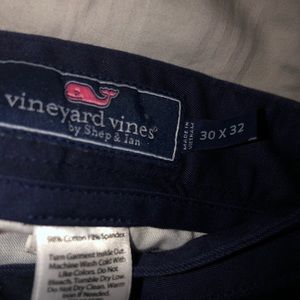 vineyard vines®
by Shep & Ian
MADE IN
VIETNAM
30 X 32
98% Cotton / 2% Spandex
Turn Garment Inside Out.
Machine Wash Cold With
Like Colors. Do Not
Bleach. Tumble Dry Low.
Do Not Dry Clean. Warm
Iron If Needed.